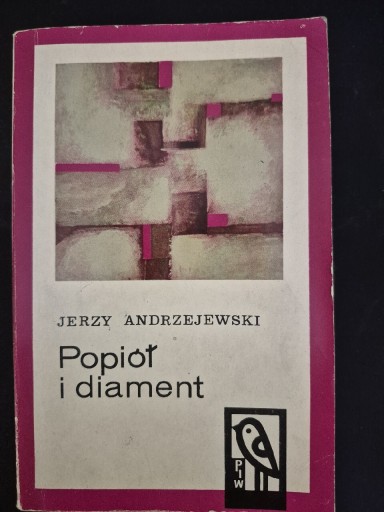 JERZY ANDRZEJEWSKI
Popiół
i diament
PIW